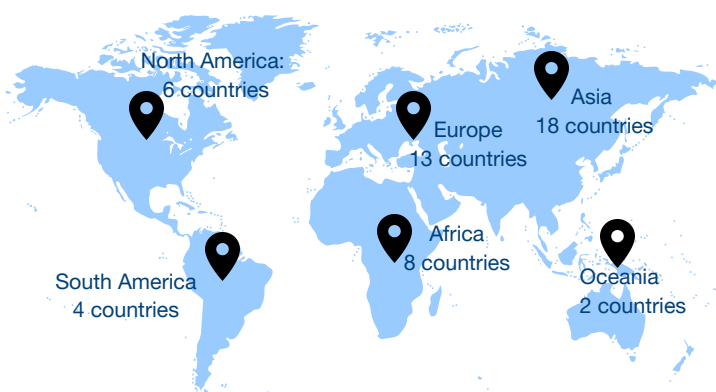 North America:
6 countries
Asia
18 countries
Europe
13 countries
Africa
8 countries
South America
4 countries
Oceania
2 countries